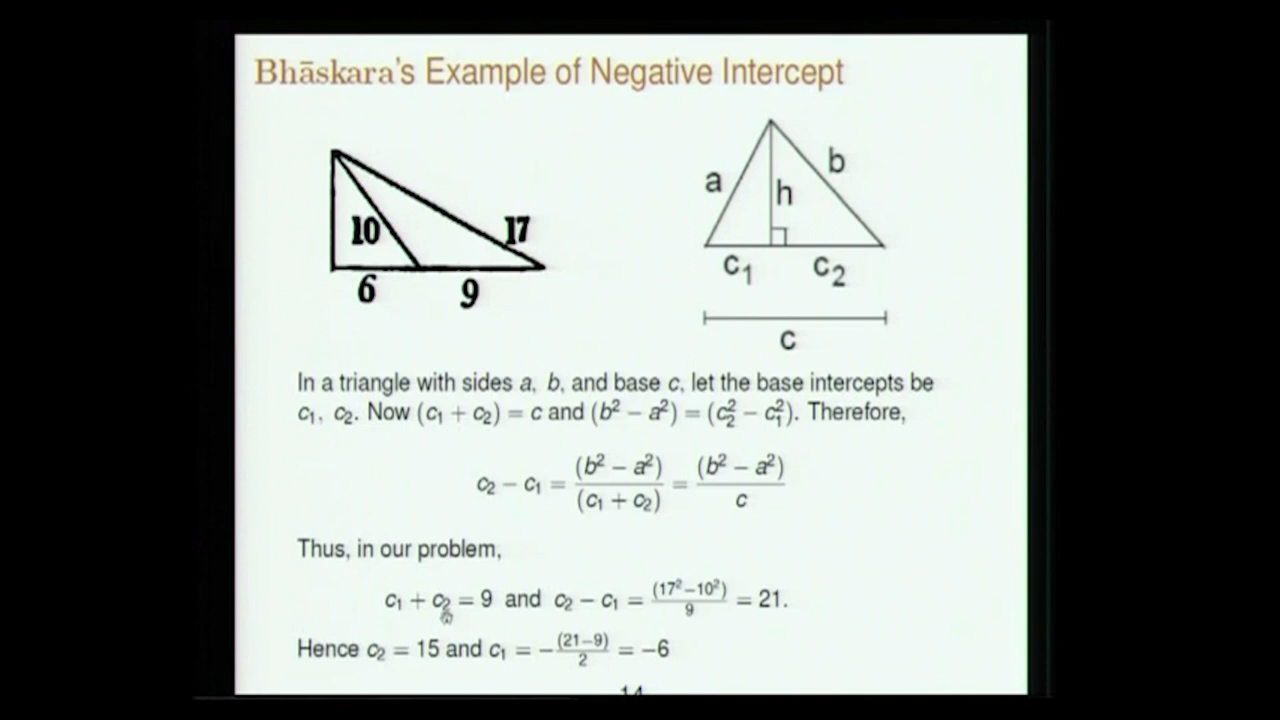 Bhāskara's Example of Negative Intercept
10
17
6
9
a
h
b
c₁
c₂
c
In a triangle with sides a, b, and base c, let the base intercepts be
c₁, c₂. Now (c₁ + c₂) = c and (b² − a²) = (c₂² − c₁²). Therefore,
c₂ − c₁ = (b² − a²)/(c₁ + c₂) = (b² − a²)/c
Thus, in our problem,
c₁ + c₂ = 9 and c₂ − c₁ = (17² − 10²)/9 = 21.
Hence c₂ = 15 and c₁ = −(21−9)/2 = −6
14